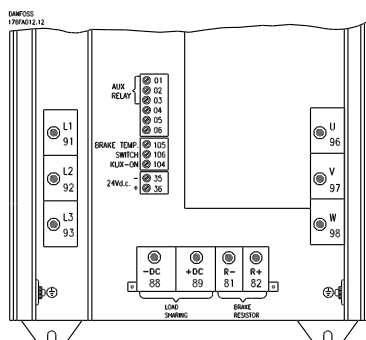 DANFOSS
178FA012.12
AUX
RELAY
01
02
03
04
05
06
BRAKE TEMP.
SWITCH
KLIX-ON
105
106
104
24Vd.c.
-
+
35
36
L1
91
L2
92
L3
93
U
96
V
97
W
98
-DC
88
+DC
89
R-
81
R+
82
LOAD
SHARING
BRAKE
RESISTOR